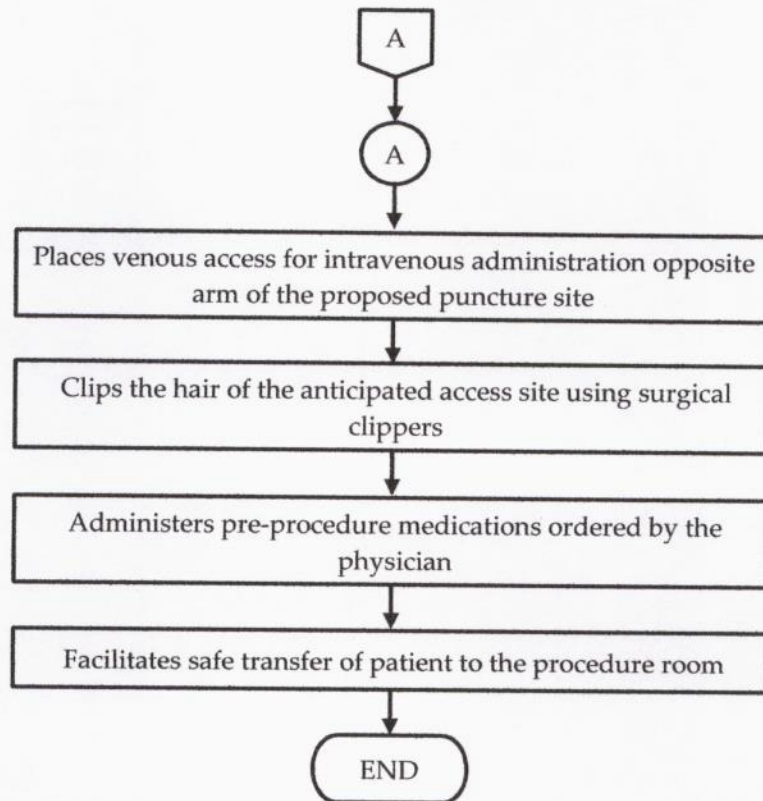 A
A
Places venous access for intravenous administration opposite
arm of the proposed puncture site
Clips the hair of the anticipated access site using surgical
clippers
Administers pre-procedure medications ordered by the
physician
Facilitates safe transfer of patient to the procedure room
END